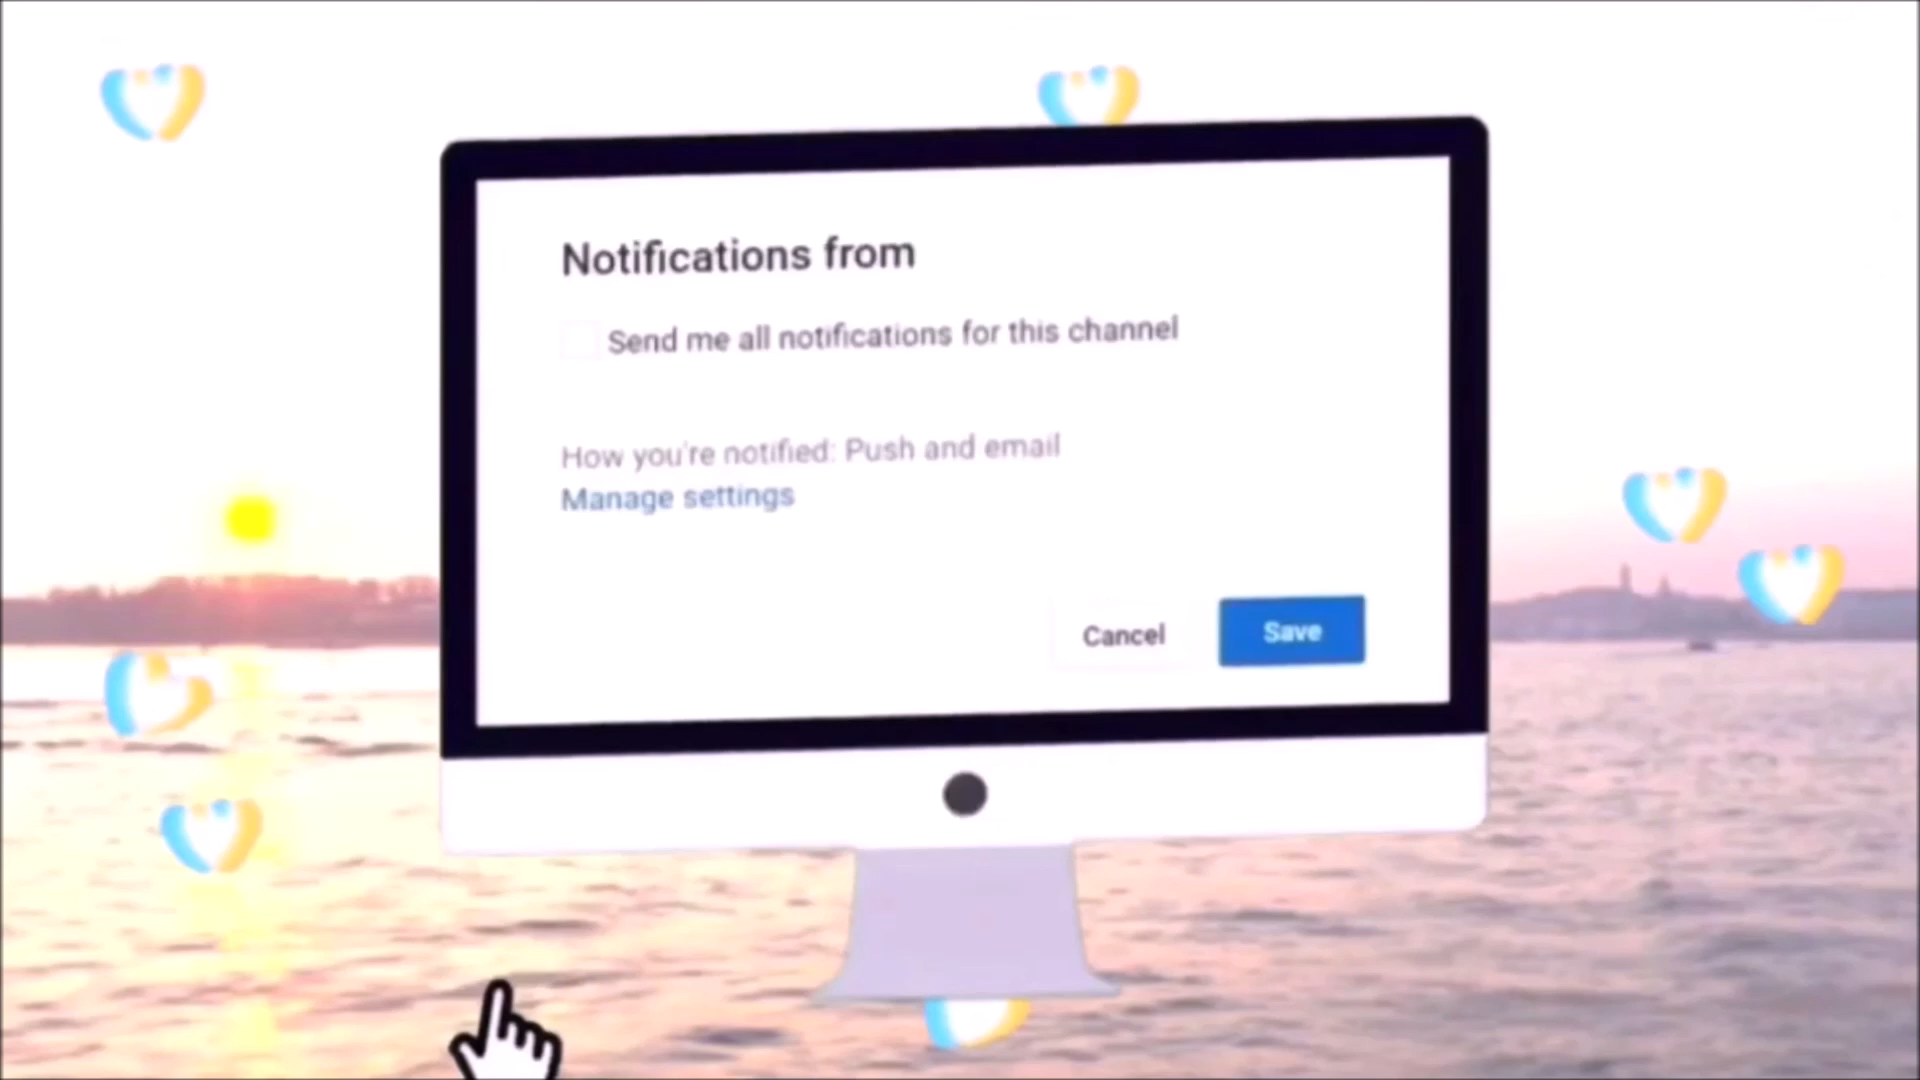 Notifications from
Send me all notifications for this channel
How you're notified: Push and email
Manage settings
Cancel
Save